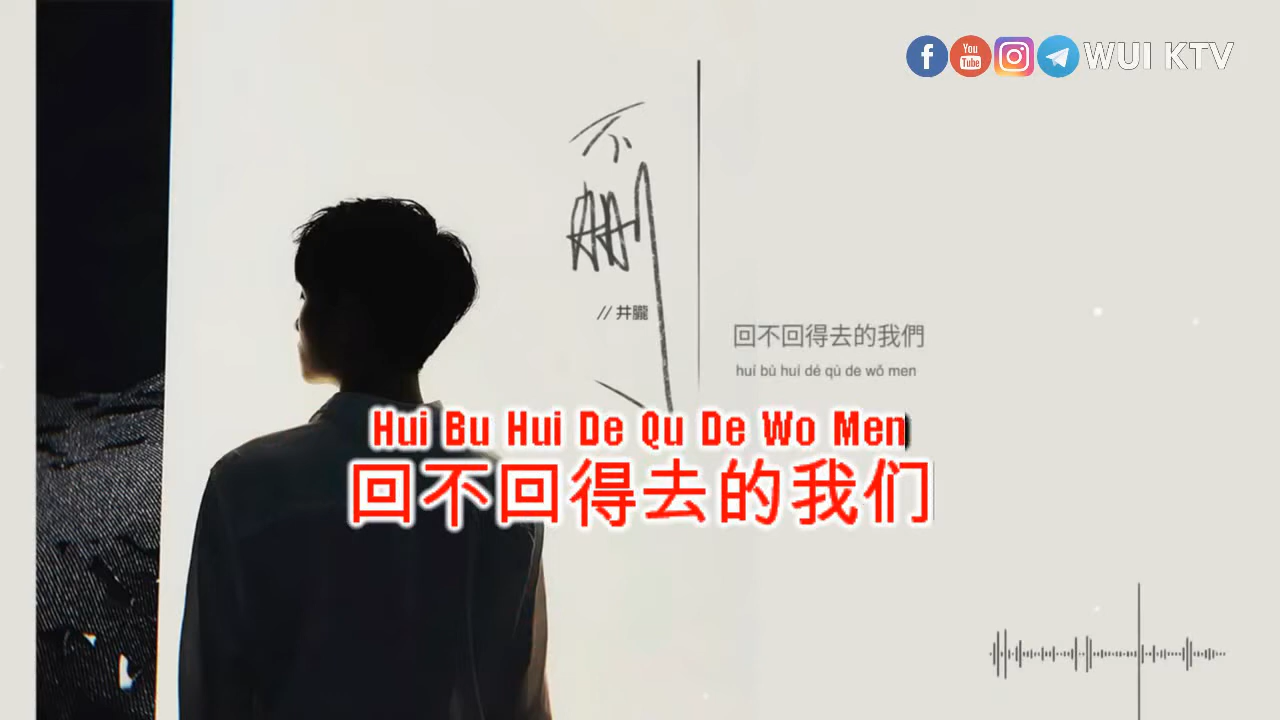 You
Tube
WUI KTV
不
刪
// 井朧
回不回得去的我們
huí bù huí dé qù de wǒ men
Hui Bu Hui De Qu De Wo Men
回不回得去的我们